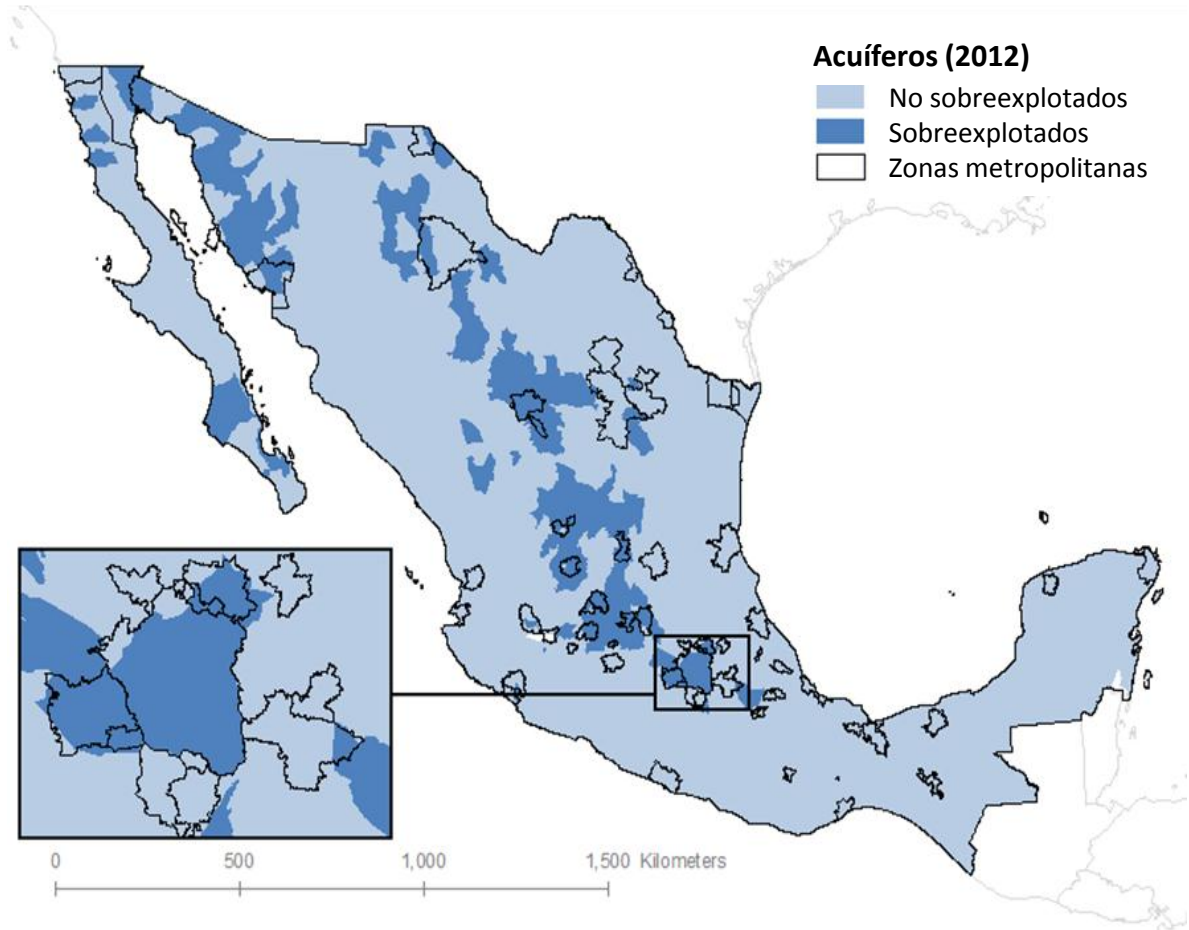 Acuíferos (2012)
No sobreexplotados
Sobreexplotados
Zonas metropolitanas
0 500 1,000 1,500 Kilometers